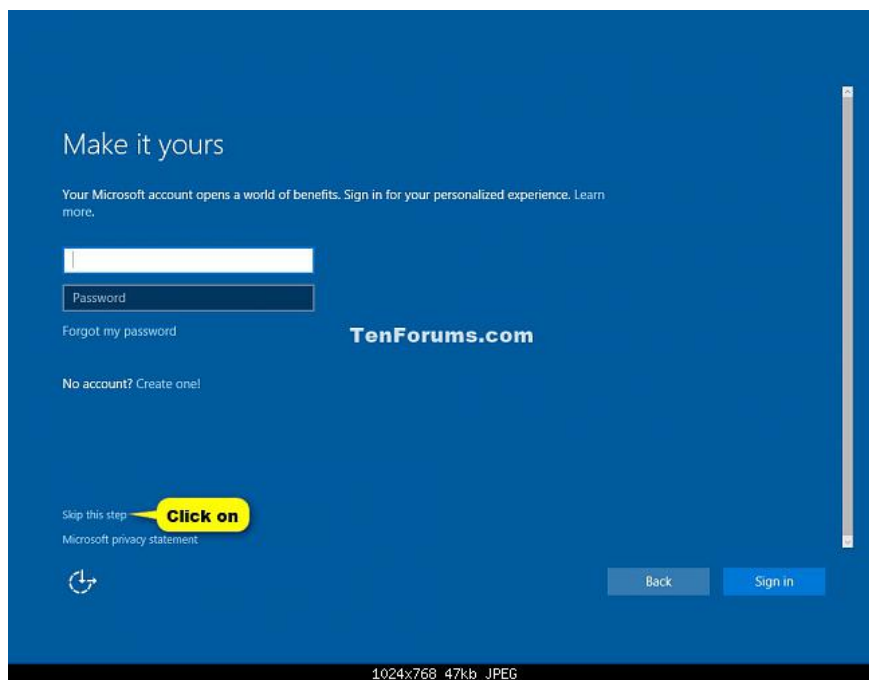 Make it yours
Your Microsoft account opens a world of benefits. Sign in for your personalized experience. Learn
more.
Password
Forgot my password
TenForums.com
No account? Create one!
Skip this step
Click on
Microsoft privacy statement
Back
Sign in
1024x768 47kb JPEG